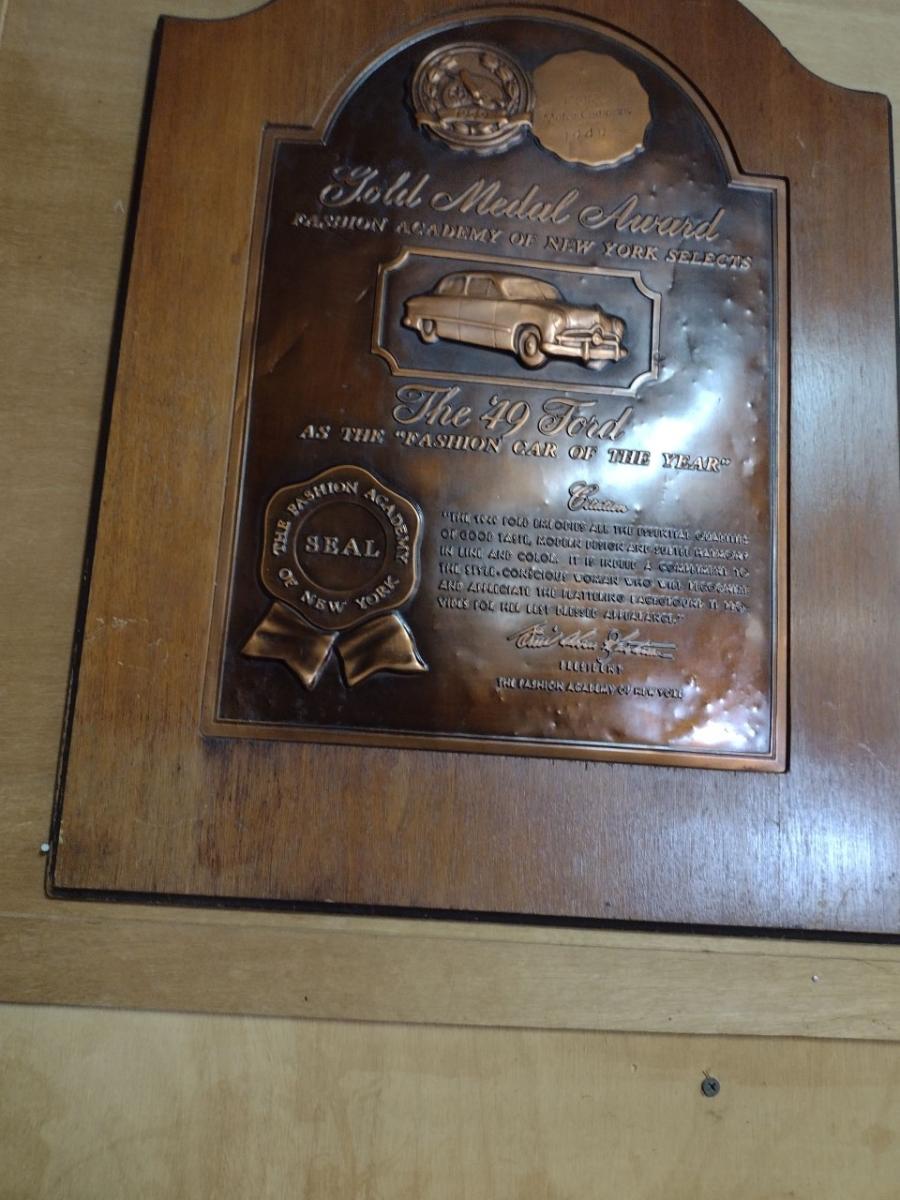 1949
Motor Company
1949
Gold Medal Award
FASHION ACADEMY OF NEW YORK SELECTS
The '49 Ford
AS THE "FASHION CAR OF THE YEAR"
THE FASHION ACADEMY
SEAL
OF NEW YORK
Citation
"THE 1949 FORD EMBODIES ALL THE ESSENTIAL QUALITIES
OF GOOD TASTE, MODERN DESIGN AND SUBTLE HARMONY
IN LINE AND COLOR. IT IS INDEED A COMPLIMENT TO
THE STYLE-CONSCIOUS WOMAN WHO WILL RECOGNIZE
AND APPRECIATE THE FLATTERING BACKGROUND IT PRO-
VIDES FOR HER BEST DRESSED APPEARANCE."
PRESIDENT
THE FASHION ACADEMY OF NEW YORK